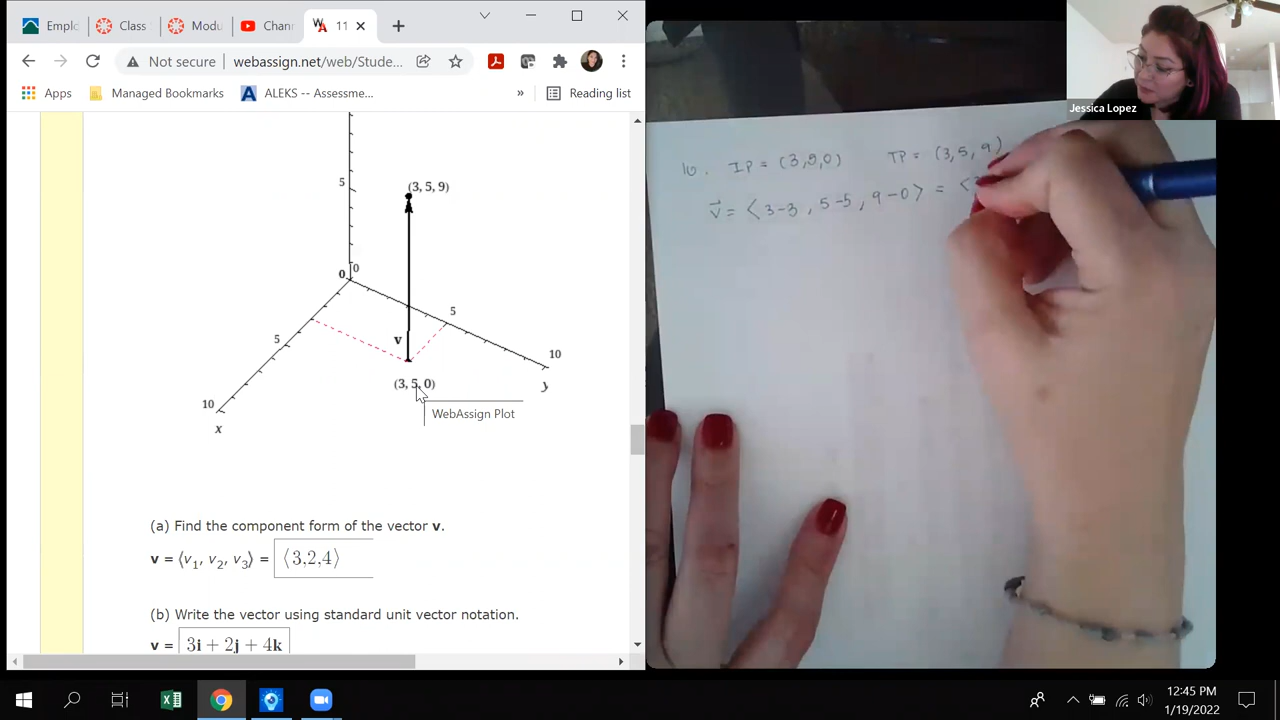 Emplo
Class
Modu
Chann
11
Not secure
webassign.net/web/Stude...
Apps
Managed Bookmarks
ALEKS -- Assessme...
»
Reading list
5
(3, 5, 9)
0
0
5
5
v
10
(3, 5, 0)
y
10
x
WebAssign Plot
(a) Find the component form of the vector v.
v = ⟨v₁, v₂, v₃⟩ = ⟨3,2,4⟩
(b) Write the vector using standard unit vector notation.
v = 3i + 2j + 4k
Jessica Lopez
10. IP = (3,5,0) TP = (3,5,9)
v⃗ = ⟨3-3, 5-5, 9-0⟩ = ⟨
12:45 PM
1/19/2022